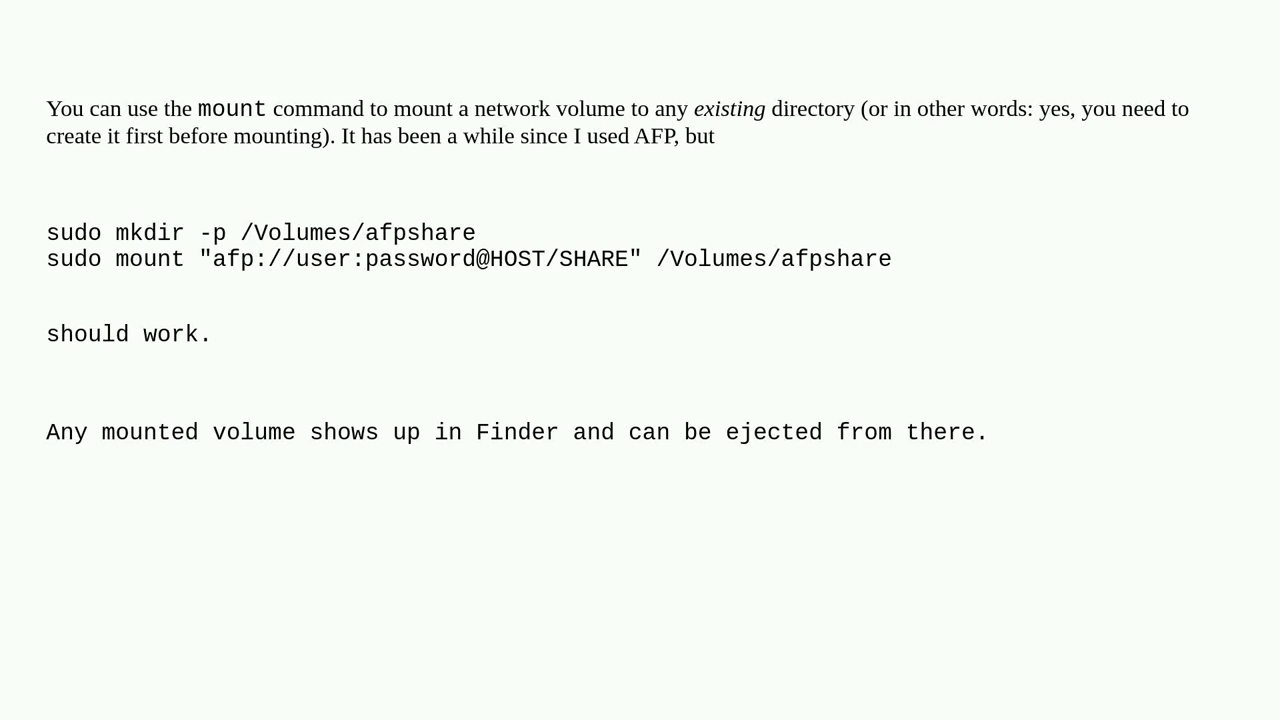 You can use the mount command to mount a network volume to any existing directory (or in other words: yes, you need to
create it first before mounting). It has been a while since I used AFP, but
sudo mkdir -p /Volumes/afpshare
sudo mount "afp://user:password@HOST/SHARE" /Volumes/afpshare
should work.
Any mounted volume shows up in Finder and can be ejected from there.